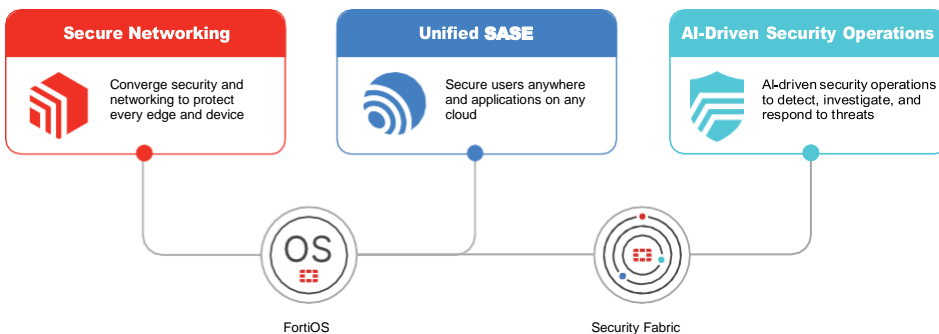 Secure Networking
Converge security and
networking to protect
every edge and device
Unified SASE
Secure users anywhere
and applications on any
cloud
AI-Driven Security Operations
AI-driven security operations
to detect, investigate, and
respond to threats
OS
FortiOS
Security Fabric